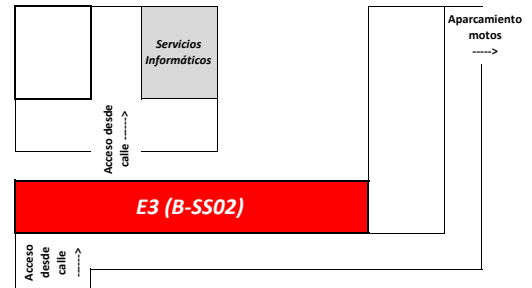 Servicios
Informáticos
Aparcamiento
motos
----->
Acceso desde
calle ------>
E3 (B-SS02)
Acceso
desde
calle
------>